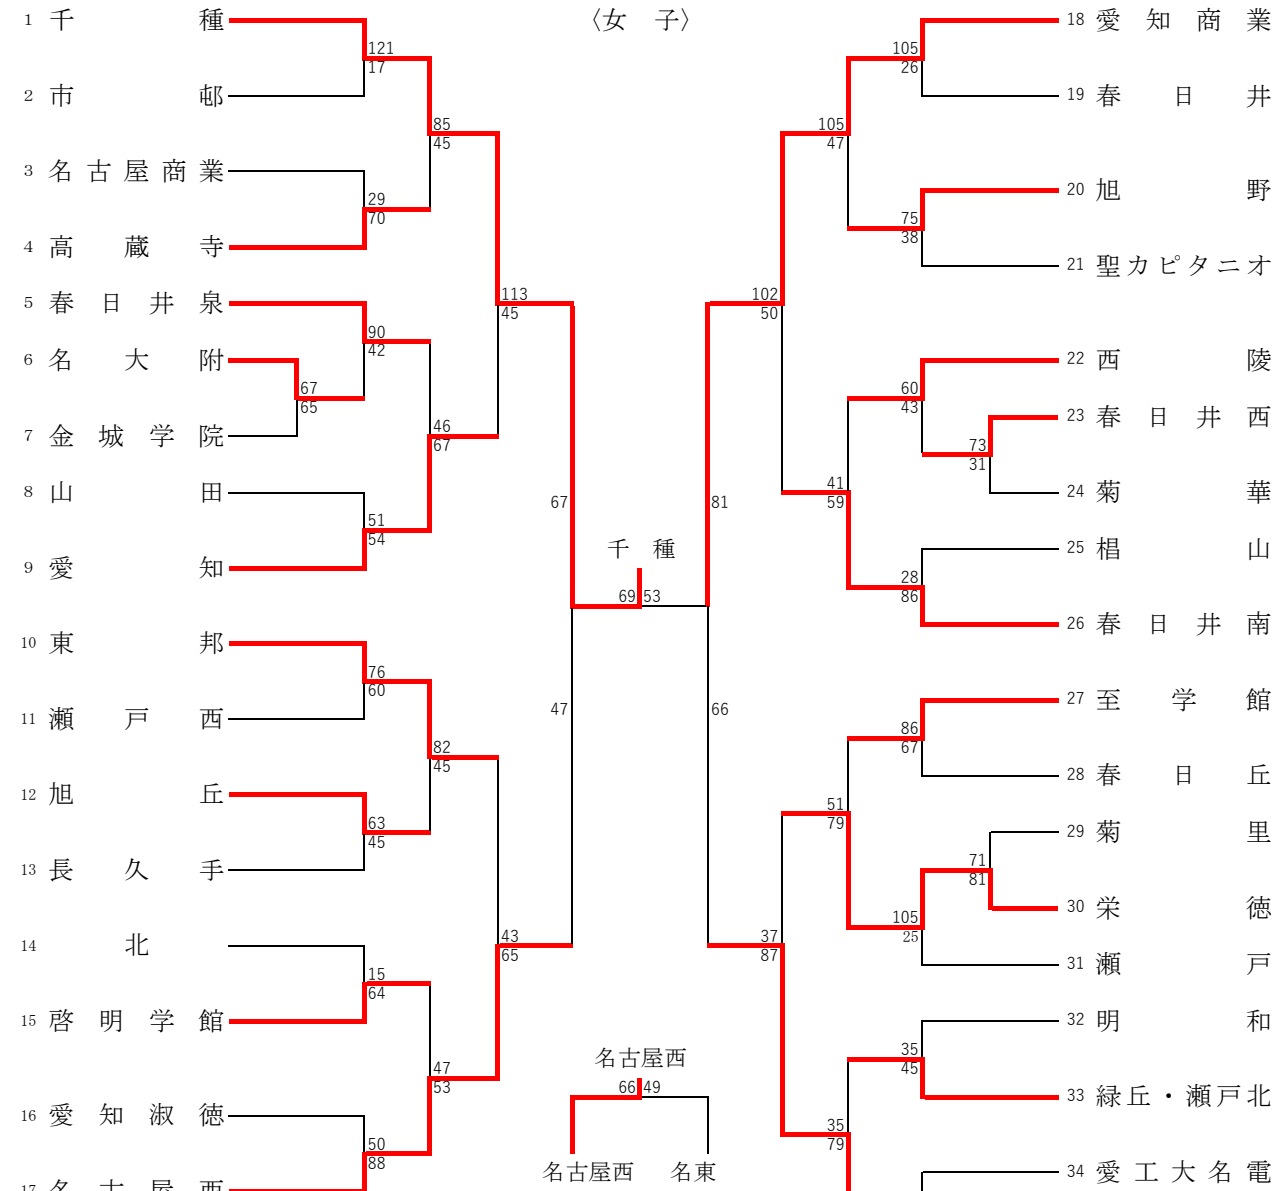 〈女 子〉
1 千種
2 市邨
3 名古屋商業
4 高蔵寺
5 春日井泉
6 名大附
7 金城学院
8 山田
9 愛知
10 東邦
11 瀬戸西
12 旭丘
13 長久手
14 北
15 啓明学館
16 愛知淑徳
17 名古屋西
121
17
85
45
29
70
113
45
90
42
67
65
46
67
51
54
67
76
60
82
45
63
45
47
43
65
15
64
47
53
50
88
千種
69 53
名古屋西
66 49
名古屋西 名東
105
26
105
47
75
38
102
50
60
43
73
31
41
59
28
86
81
66
86
67
51
79
71
81
105
25
37
87
35
45
35
79
18 愛知商業
19 春日井
20 旭野
21 聖カピタニオ
22 西陵
23 春日井西
24 菊華
25 椙山
26 春日井南
27 至学館
28 春日丘
29 菊里
30 栄徳
31 瀬戸
32 明和
33 緑丘・瀬戸北
34 愛工大名電